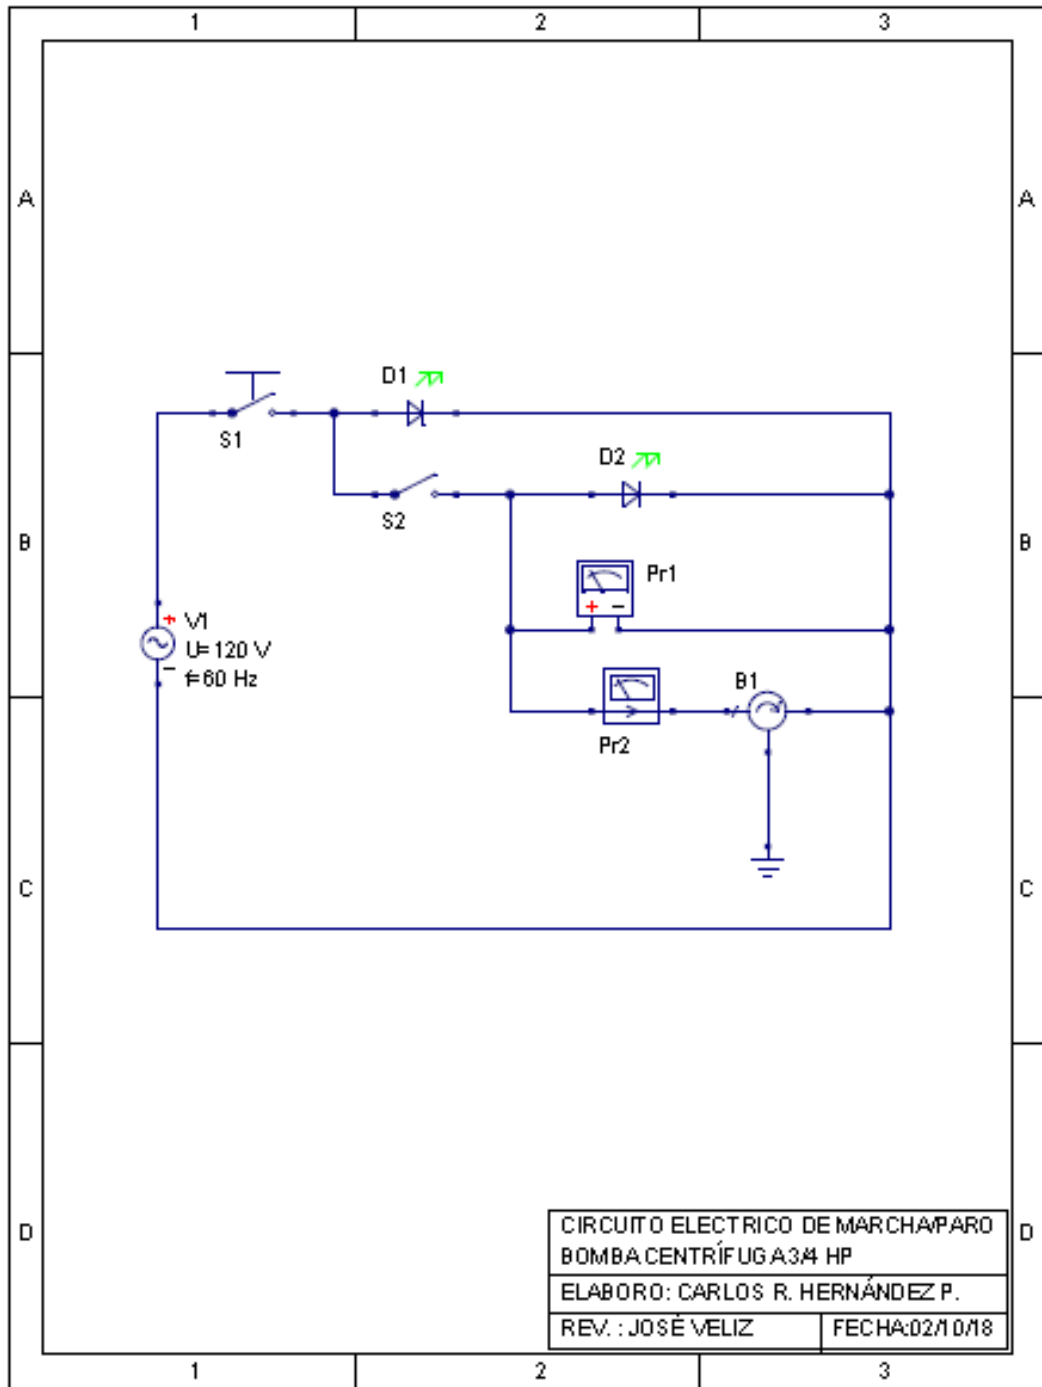 1 2 3
A A
D1
S1
D2
S2
B B
Pr1
+ -
+ V1
U=120 V
- f=60 Hz
B1
Pr2
C C
D D
CIRCUITO ELECTRICO DE MARCHA/PARO
BOMBA CENTRÍFUGA 3/4 HP
ELABORO: CARLOS R. HERNÁNDEZ P.
REV. : JOSÉ VELIZ FECHA:02/10/18
1 2 3